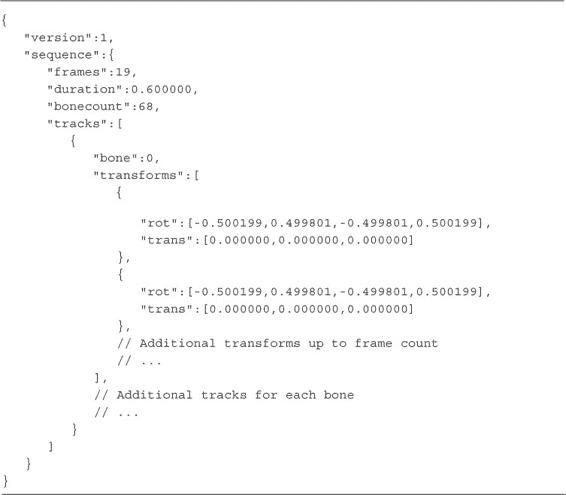 {
"version":1,
"sequence":{
"frames":19,
"duration":0.600000,
"bonecount":68,
"tracks":[
{
"bone":0,
"transforms":[
{
"rot":[-0.500199,0.499801,-0.499801,0.500199],
"trans":[0.000000,0.000000,0.000000]
},
{
"rot":[-0.500199,0.499801,-0.499801,0.500199],
"trans":[0.000000,0.000000,0.000000]
},
// Additional transforms up to frame count
// ...
],
// Additional tracks for each bone
// ...
}
]
}
}